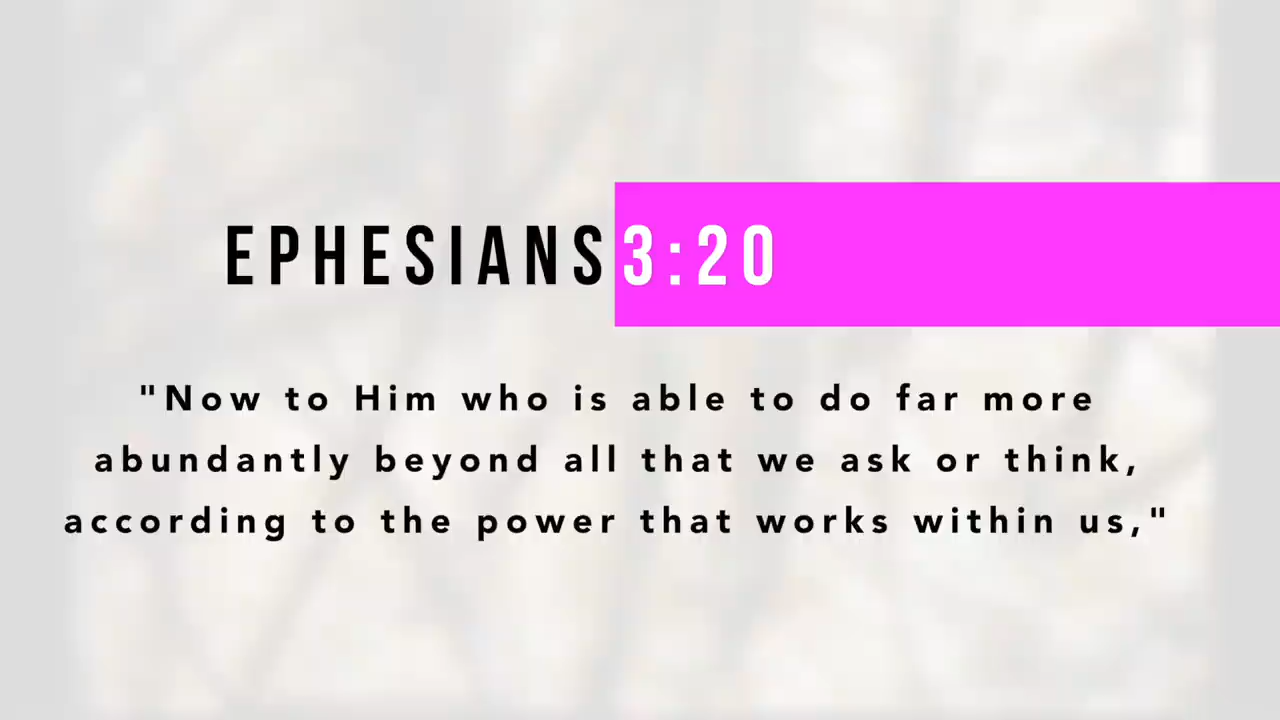 EPHESIANS 3:20
"Now to Him who is able to do far more
abundantly beyond all that we ask or think,
according to the power that works within us,"